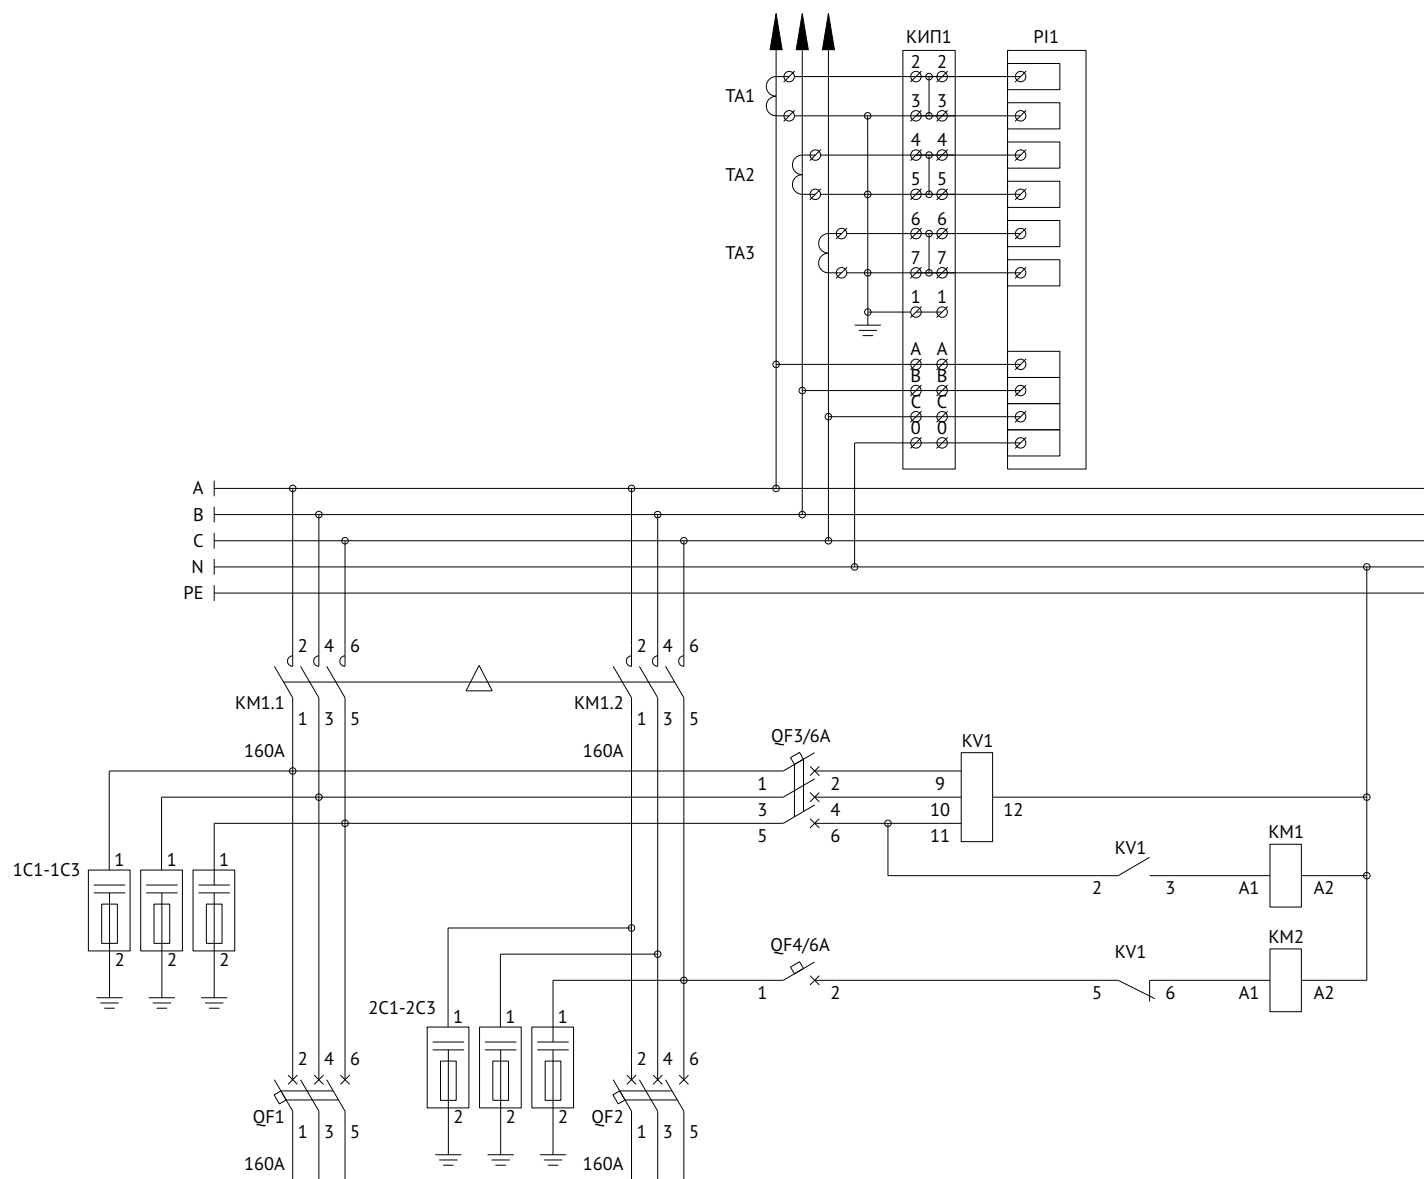 КИП1 PI1
2 2
TA1
3 3
4 4
TA2
5 5
6 6
TA3
7 7
1 1
A A
B B
C C
0 0
A
B
C
N
PE
2 4 6 2 4 6
KM1.1 KM1.2
1 3 5 1 3 5
QF3/6A KV1
160A 160A
1 2 9
3 4 10 12
5 6 11
KM1
KV1
1C1-1C3 1 1 1
2 3 A1 A2
QF4/6A KV1 KM2
2 2 2
1 2 5 6 A1 A2
2C1-2C3 1 1 1
2 4 6 2 4 6
QF1 2 2 2 QF2
1 3 5 1 3 5
160A 160A